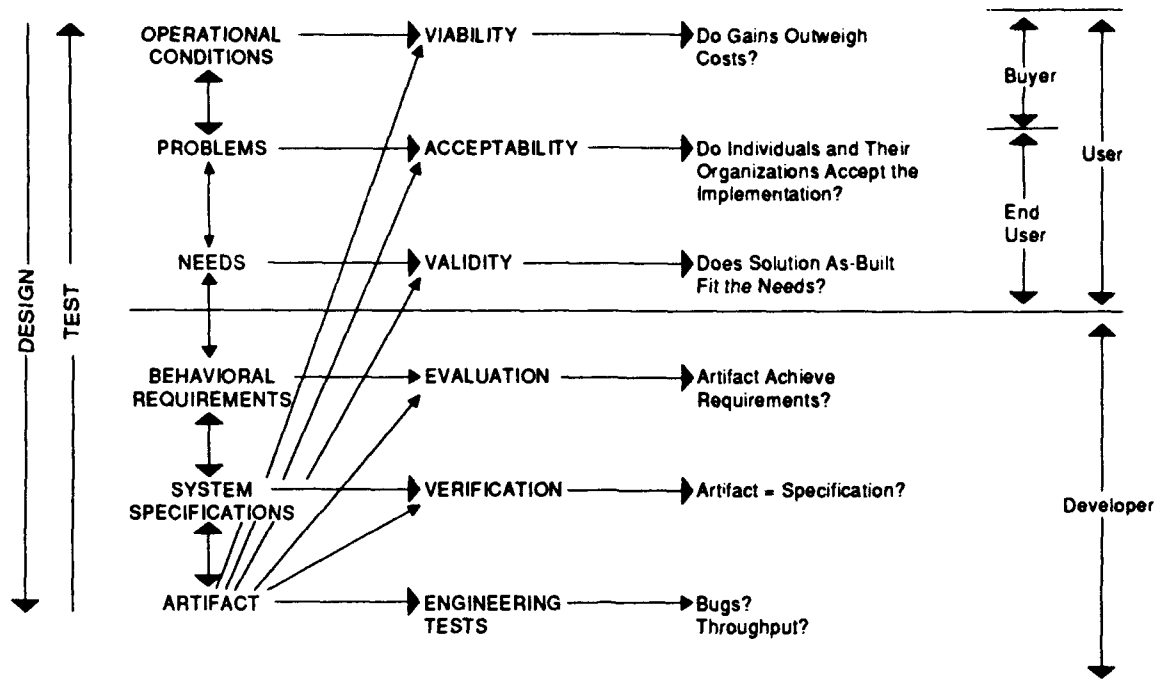 DESIGN
TEST
OPERATIONAL
CONDITIONS
VIABILITY
Do Gains Outweigh
Costs?
Buyer
PROBLEMS
ACCEPTABILITY
Do Individuals and Their
Organizations Accept the
Implementation?
User
End
User
NEEDS
VALIDITY
Does Solution As-Built
Fit the Needs?
BEHAVIORAL
REQUIREMENTS
EVALUATION
Artifact Achieve
Requirements?
SYSTEM
SPECIFICATIONS
VERIFICATION
Artifact = Specification?
Developer
ARTIFACT
ENGINEERING
TESTS
Bugs?
Throughput?